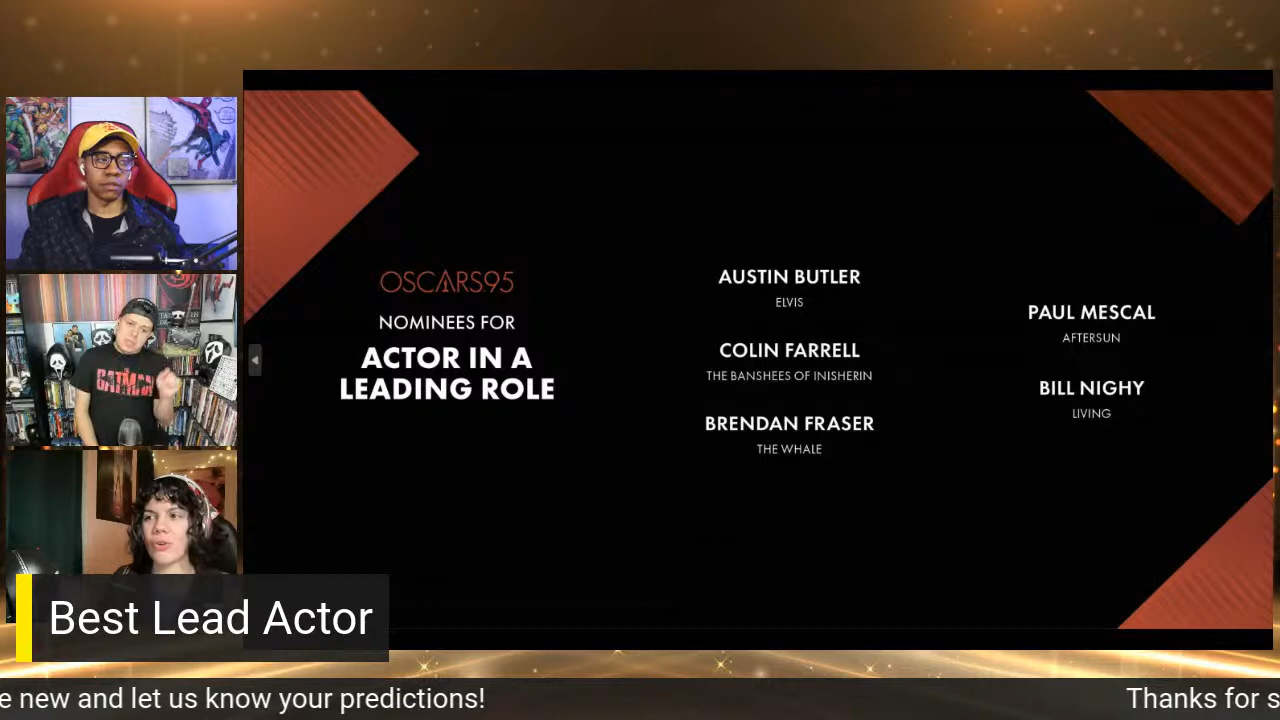 OSCARS95
NOMINEES FOR
ACTOR IN A
LEADING ROLE
AUSTIN BUTLER
ELVIS
COLIN FARRELL
THE BANSHEES OF INISHERIN
BRENDAN FRASER
THE WHALE
PAUL MESCAL
AFTERSUN
BILL NIGHY
LIVING
BATMAN
Best Lead Actor
e new and let us know your predictions!
Thanks for s